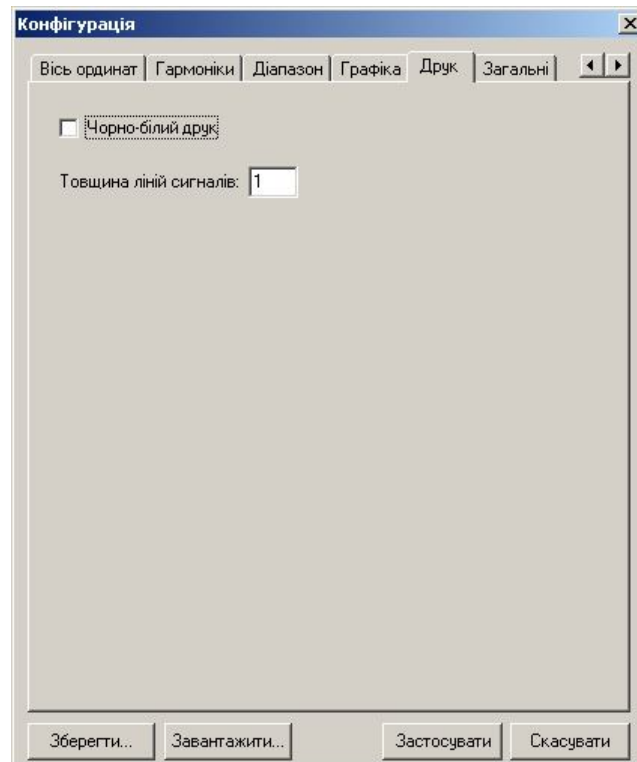 Конфігурація
Вісь ординат Гармоніки Діапазон Графіка Друк Загальні
Чорно-білий друк
Товщина ліній сигналів: 1
Зберегти... Завантажити... Застосувати Скасувати